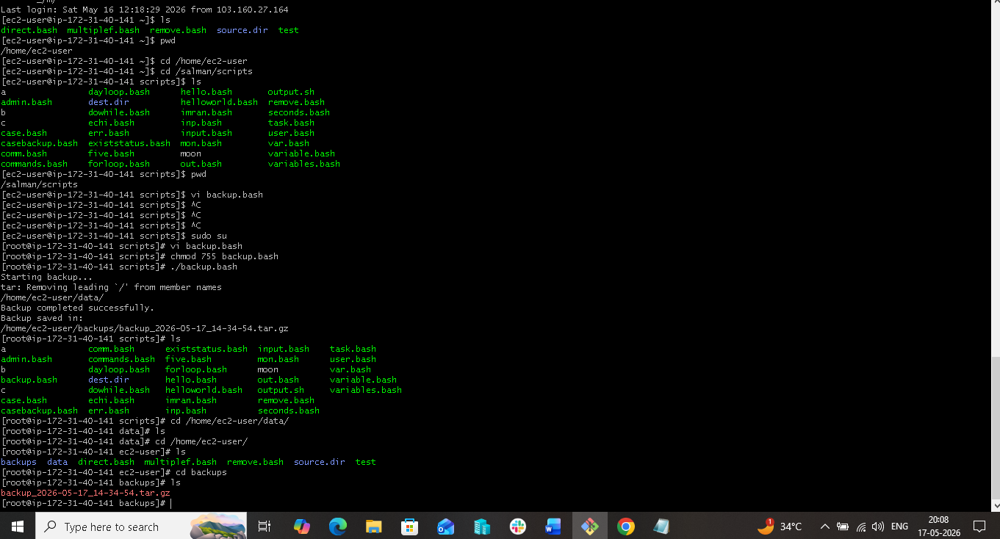 Last login: Sat May 16 12:18:29 2026 from 103.160.27.164
[ec2-user@ip-172-31-40-141 ~]$ ls
direct.bash  multiplef.bash  remove.bash  source.dir  test
[ec2-user@ip-172-31-40-141 ~]$ pwd
/home/ec2-user
[ec2-user@ip-172-31-40-141 ~]$ cd /home/ec2-user
[ec2-user@ip-172-31-40-141 ~]$ cd /salman/scripts
[ec2-user@ip-172-31-40-141 scripts]$ ls
a                dayloop.bash      hello.bash       output.sh
admin.bash       dest.dir          helloworld.bash  remove.bash
b                dowhile.bash      imran.bash       seconds.bash
c                echi.bash         inp.bash         task.bash
case.bash        err.bash          input.bash       user.bash
casebackup.bash  existstatus.bash  mon.bash         var.bash
comm.bash        five.bash         moon             variable.bash
commands.bash    forloop.bash      out.bash         variables.bash
[ec2-user@ip-172-31-40-141 scripts]$ pwd
/salman/scripts
[ec2-user@ip-172-31-40-141 scripts]$ vi backup.bash
[ec2-user@ip-172-31-40-141 scripts]$ ^C
[ec2-user@ip-172-31-40-141 scripts]$ ^C
[ec2-user@ip-172-31-40-141 scripts]$ ^C
[ec2-user@ip-172-31-40-141 scripts]$ sudo su
[root@ip-172-31-40-141 scripts]# vi backup.bash
[root@ip-172-31-40-141 scripts]# chmod 755 backup.bash
[root@ip-172-31-40-141 scripts]# ./backup.bash
Starting backup...
tar: Removing leading `/' from member names
/home/ec2-user/data/
Backup completed successfully.
Backup saved in:
/home/ec2-user/backups/backup_2026-05-17_14-34-54.tar.gz
[root@ip-172-31-40-141 scripts]# ls
a                comm.bash      existstatus.bash  input.bash    task.bash
admin.bash       commands.bash  five.bash         mon.bash      user.bash
b                dayloop.bash   forloop.bash      moon          var.bash
backup.bash      dest.dir       hello.bash        out.bash      variable.bash
c                dowhile.bash   helloworld.bash   output.sh     variables.bash
case.bash        echi.bash      imran.bash        remove.bash
casebackup.bash  err.bash       inp.bash          seconds.bash
[root@ip-172-31-40-141 scripts]# cd /home/ec2-user/data/
[root@ip-172-31-40-141 data]# ls
[root@ip-172-31-40-141 data]# cd /home/ec2-user/
[root@ip-172-31-40-141 ec2-user]# ls
backups  data  direct.bash  multiplef.bash  remove.bash  source.dir  test
[root@ip-172-31-40-141 ec2-user]# cd backups
[root@ip-172-31-40-141 backups]# ls
backup_2026-05-17_14-34-54.tar.gz
[root@ip-172-31-40-141 backups]#
Type here to search
1
34°C
ENG
20:08
17-05-2026